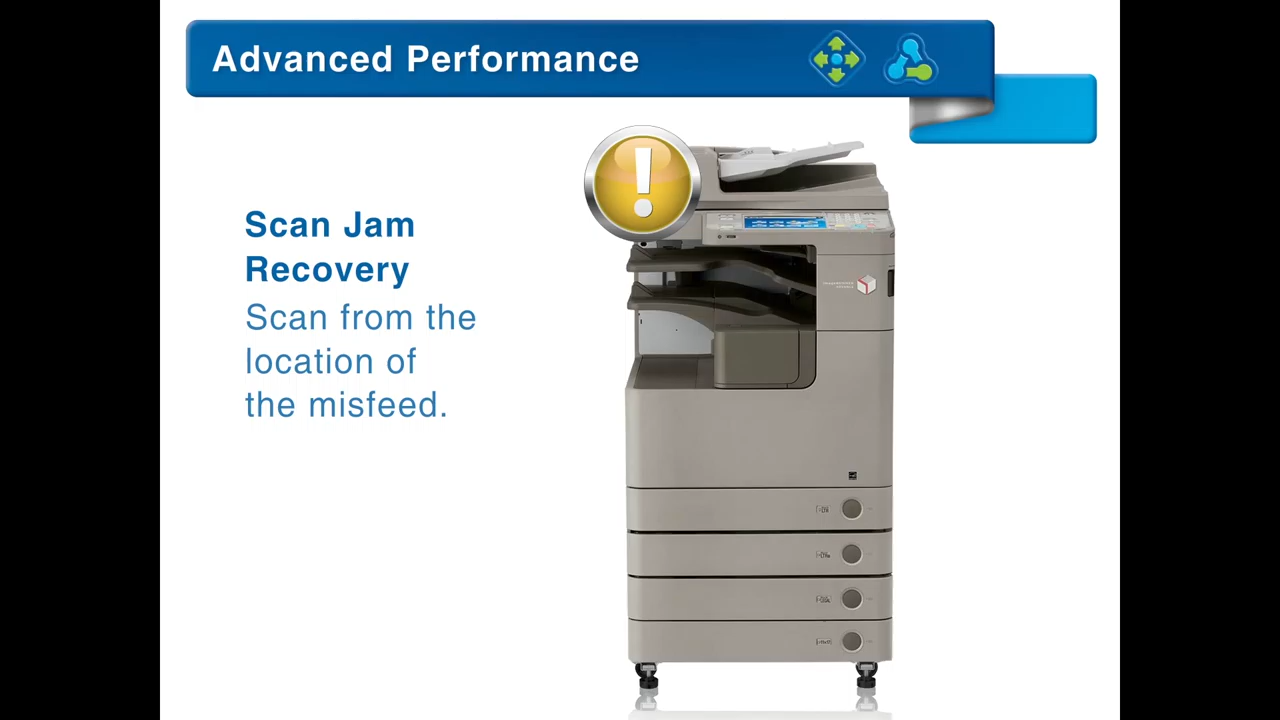 Advanced Performance
Scan Jam
Recovery
Scan from the
location of
the misfeed.